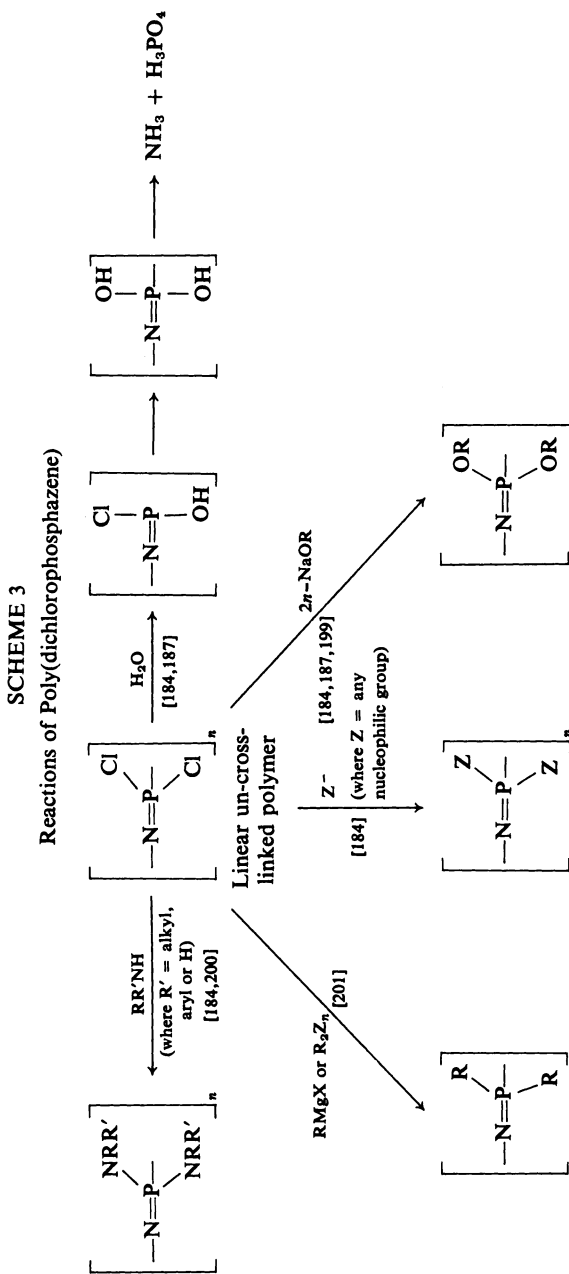 SCHEME 3
Reactions of Poly(dichlorophosphazene)
NRR′
—N=P—
NRR′
n
RR′NH
(where R′ = alkyl,
aryl or H)
[184,200]
Cl
—N=P—
Cl
n
Linear un-cross-
linked polymer
H₂O
[184,187]
Cl
—N=P
OH
OH
—N=P—
OH
NH₃ + H₃PO₄
RMgX or R₂Zₙ [201]
R
—N=P—
R
Z⁻
[184]
(where Z = any
nucleophilic group)
Z
—N=P—
Z
n
2n-NaOR
[184,187,199]
OR
—N=P—
OR